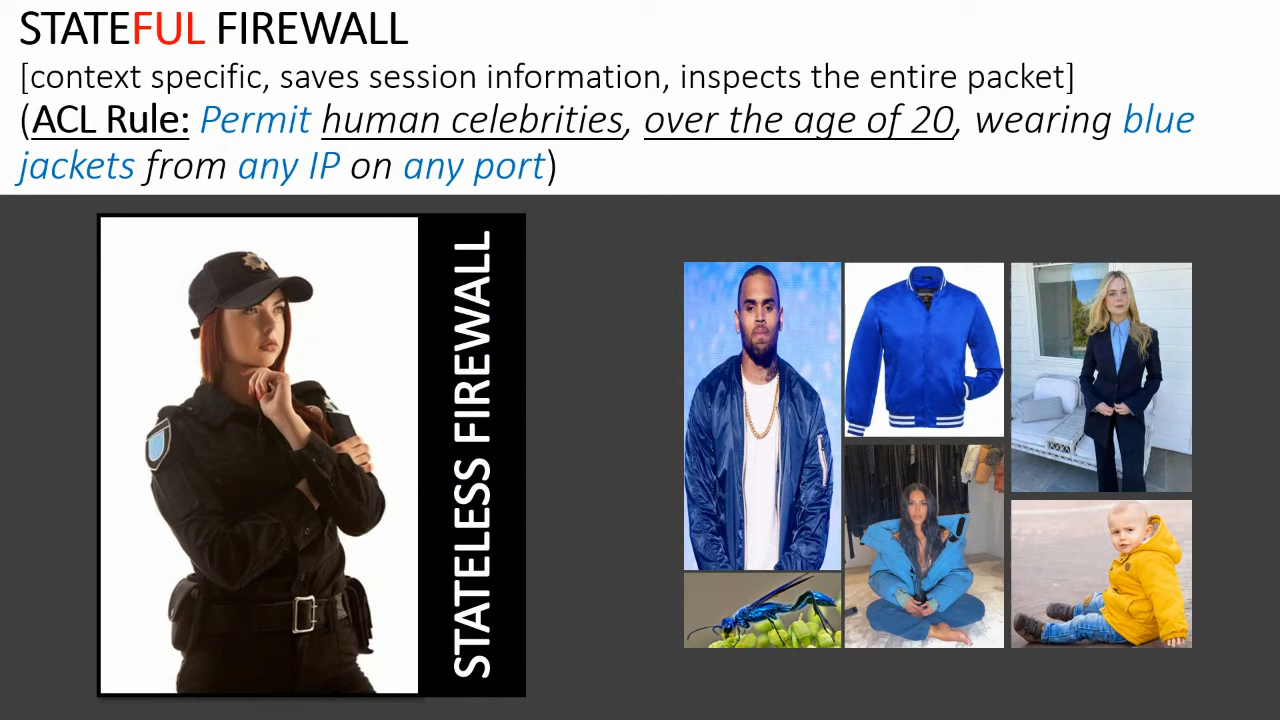 STATEFUL FIREWALL
[context specific, saves session information, inspects the entire packet]
(ACL Rule: Permit human celebrities, over the age of 20, wearing blue
jackets from any IP on any port)
STATELESS FIREWALL